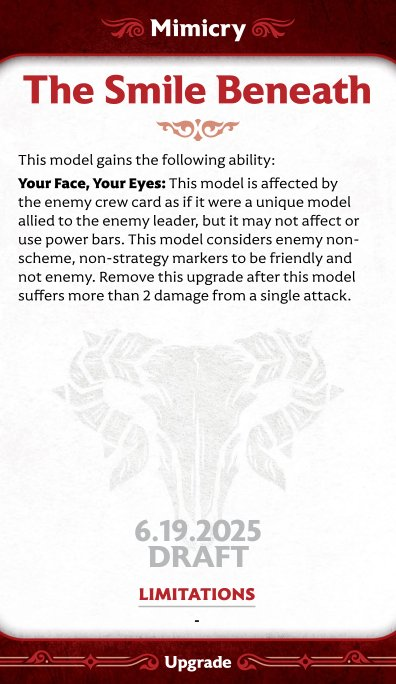 Mimicry
The Smile Beneath
This model gains the following ability:
Your Face, Your Eyes: This model is affected by
the enemy crew card as if it were a unique model
allied to the enemy leader, but it may not affect or
use power bars. This model considers enemy non-
scheme, non-strategy markers to be friendly and
not enemy. Remove this upgrade after this model
suffers more than 2 damage from a single attack.
6.19.2025
DRAFT
LIMITATIONS
-
Upgrade